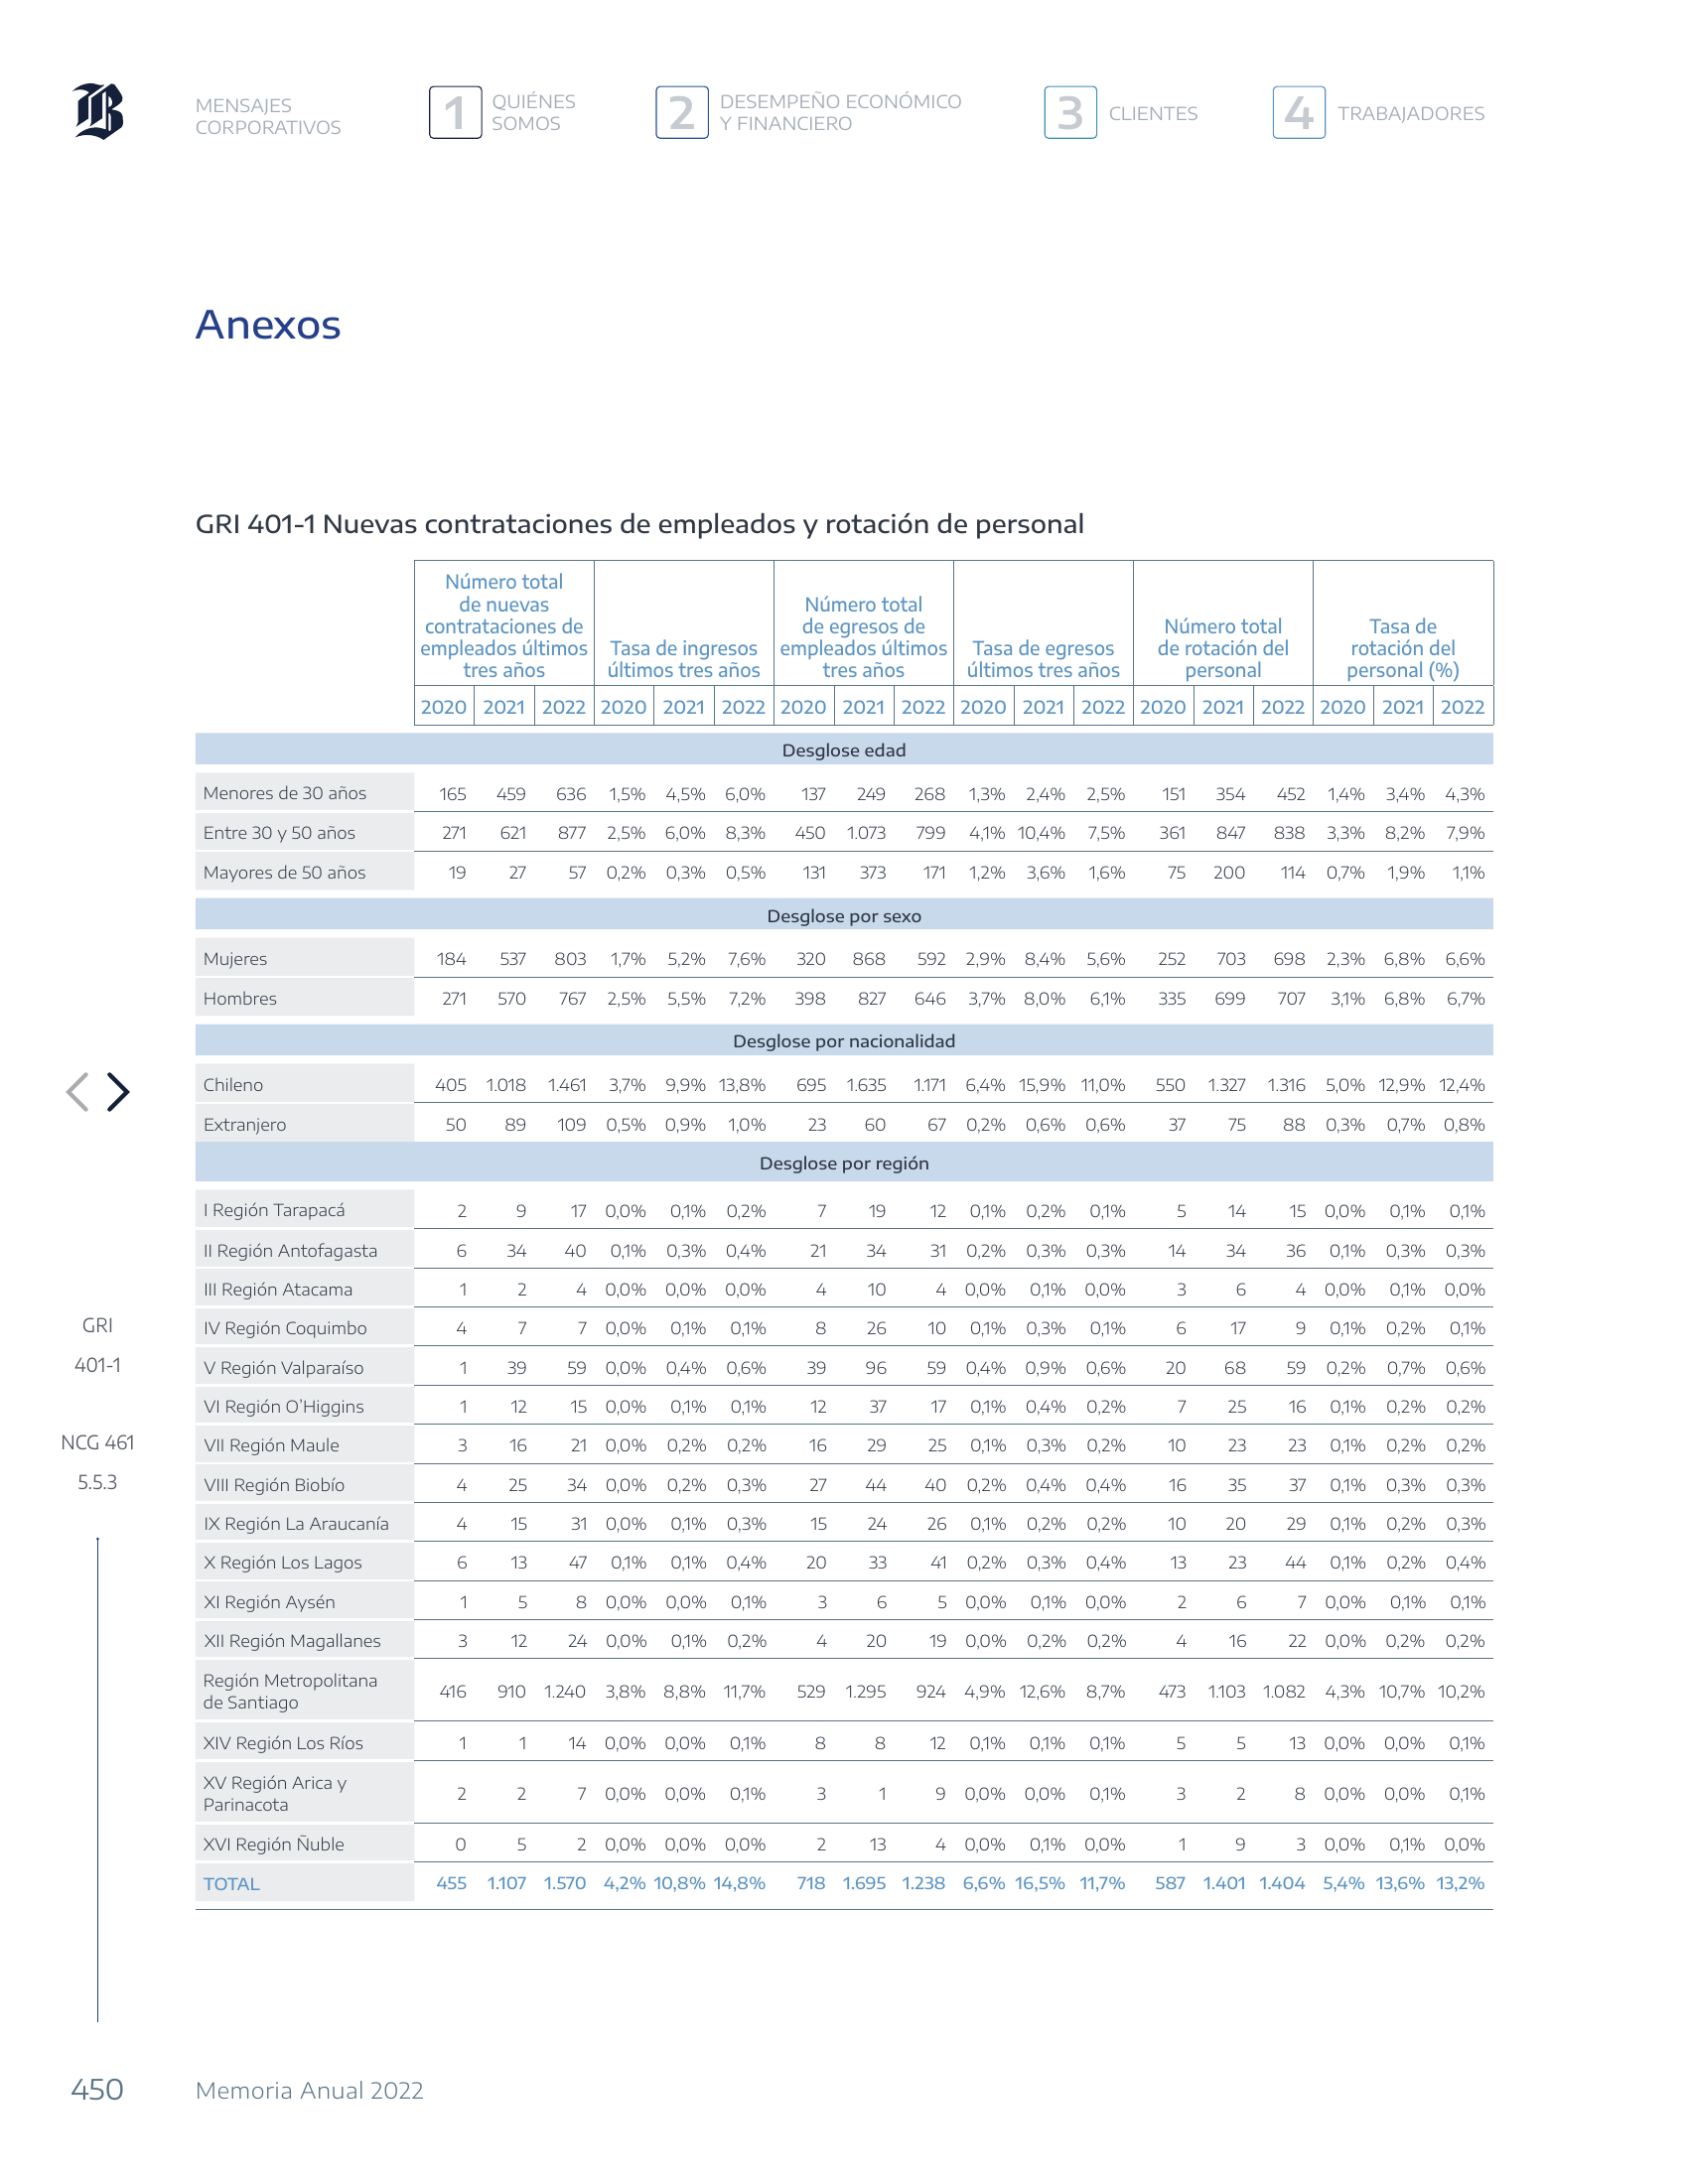 MENSAJES
CORPORATIVOS
1 QUIÉNES
SOMOS
2 DESEMPEÑO ECONÓMICO
Y FINANCIERO
3 CLIENTES
4 TRABAJADORES
Anexos
GRI 401-1 Nuevas contrataciones de empleados y rotación de personal
Número total
de nuevas
contrataciones de
empleados últimos
tres años
Tasa de ingresos
últimos tres años
Número total
de egresos de
empleados últimos
tres años
Tasa de egresos
últimos tres años
Número total
de rotación del
personal
Tasa de
rotación del
personal (%)
2020 2021 2022 2020 2021 2022 2020 2021 2022 2020 2021 2022 2020 2021 2022 2020 2021 2022
Desglose edad
Menores de 30 años 165 459 636 1,5% 4,5% 6,0% 137 249 268 1,3% 2,4% 2,5% 151 354 452 1,4% 3,4% 4,3%
Entre 30 y 50 años 271 621 877 2,5% 6,0% 8,3% 450 1.073 799 4,1% 10,4% 7,5% 361 847 838 3,3% 8,2% 7,9%
Mayores de 50 años 19 27 57 0,2% 0,3% 0,5% 131 373 171 1,2% 3,6% 1,6% 75 200 114 0,7% 1,9% 1,1%
Desglose por sexo
Mujeres 184 537 803 1,7% 5,2% 7,6% 320 868 592 2,9% 8,4% 5,6% 252 703 698 2,3% 6,8% 6,6%
Hombres 271 570 767 2,5% 5,5% 7,2% 398 827 646 3,7% 8,0% 6,1% 335 699 707 3,1% 6,8% 6,7%
Desglose por nacionalidad
Chileno 405 1.018 1.461 3,7% 9,9% 13,8% 695 1.635 1.171 6,4% 15,9% 11,0% 550 1.327 1.316 5,0% 12,9% 12,4%
Extranjero 50 89 109 0,5% 0,9% 1,0% 23 60 67 0,2% 0,6% 0,6% 37 75 88 0,3% 0,7% 0,8%
Desglose por región
I Región Tarapacá 2 9 17 0,0% 0,1% 0,2% 7 19 12 0,1% 0,2% 0,1% 5 14 15 0,0% 0,1% 0,1%
II Región Antofagasta 6 34 40 0,1% 0,3% 0,4% 21 34 31 0,2% 0,3% 0,3% 14 34 36 0,1% 0,3% 0,3%
III Región Atacama 1 2 4 0,0% 0,0% 0,0% 4 10 4 0,0% 0,1% 0,0% 3 6 4 0,0% 0,1% 0,0%
IV Región Coquimbo 4 7 7 0,0% 0,1% 0,1% 8 26 10 0,1% 0,3% 0,1% 6 17 9 0,1% 0,2% 0,1%
V Región Valparaíso 1 39 59 0,0% 0,4% 0,6% 39 96 59 0,4% 0,9% 0,6% 20 68 59 0,2% 0,7% 0,6%
VI Región O'Higgins 1 12 15 0,0% 0,1% 0,1% 12 37 17 0,1% 0,4% 0,2% 7 25 16 0,1% 0,2% 0,2%
VII Región Maule 3 16 21 0,0% 0,2% 0,2% 16 29 25 0,1% 0,3% 0,2% 10 23 23 0,1% 0,2% 0,2%
VIII Región Biobío 4 25 34 0,0% 0,2% 0,3% 27 44 40 0,2% 0,4% 0,4% 16 35 37 0,1% 0,3% 0,3%
IX Región La Araucanía 4 15 31 0,0% 0,1% 0,3% 15 24 26 0,1% 0,2% 0,2% 10 20 29 0,1% 0,2% 0,3%
X Región Los Lagos 6 13 47 0,1% 0,1% 0,4% 20 33 41 0,2% 0,3% 0,4% 13 23 44 0,1% 0,2% 0,4%
XI Región Aysén 1 5 8 0,0% 0,0% 0,1% 3 6 5 0,0% 0,1% 0,0% 2 6 7 0,0% 0,1% 0,1%
XII Región Magallanes 3 12 24 0,0% 0,1% 0,2% 4 20 19 0,0% 0,2% 0,2% 4 16 22 0,0% 0,2% 0,2%
Región Metropolitana
de Santiago 416 910 1.240 3,8% 8,8% 11,7% 529 1.295 924 4,9% 12,6% 8,7% 473 1.103 1.082 4,3% 10,7% 10,2%
XIV Región Los Ríos 1 1 14 0,0% 0,0% 0,1% 8 8 12 0,1% 0,1% 0,1% 5 5 13 0,0% 0,0% 0,1%
XV Región Arica y
Parinacota 2 2 7 0,0% 0,0% 0,1% 3 1 9 0,0% 0,0% 0,1% 3 2 8 0,0% 0,0% 0,1%
XVI Región Ñuble 0 5 2 0,0% 0,0% 0,0% 2 13 4 0,0% 0,1% 0,0% 1 9 3 0,0% 0,1% 0,0%
TOTAL 455 1.107 1.570 4,2% 10,8% 14,8% 718 1.695 1.238 6,6% 16,5% 11,7% 587 1.401 1.404 5,4% 13,6% 13,2%
GRI
401-1
NCG 461
5.5.3
450 Memoria Anual 2022